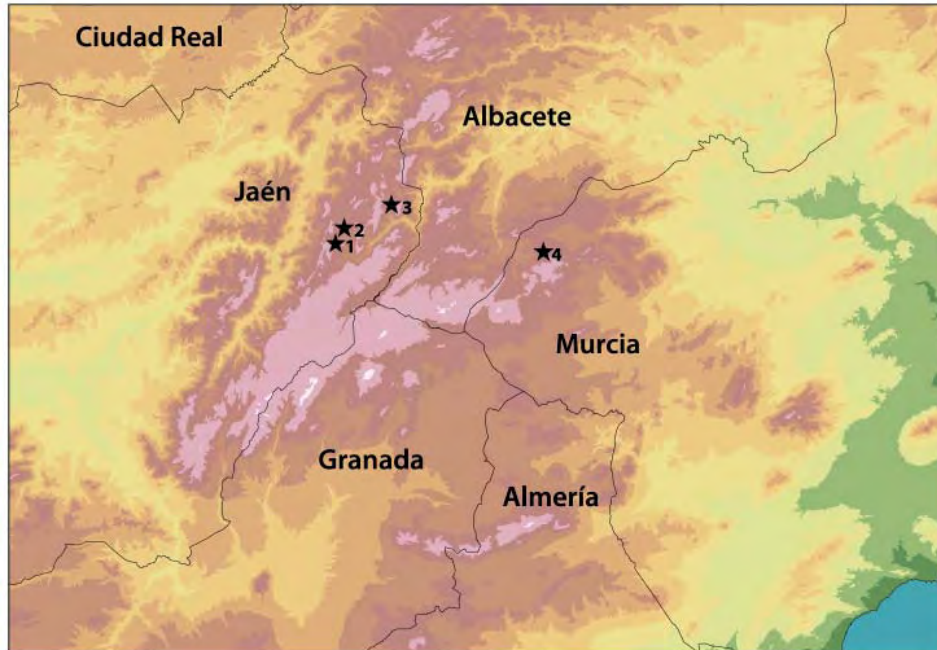 Ciudad Real
Albacete
Jaén
3
2
1
4
Murcia
Granada
Almería